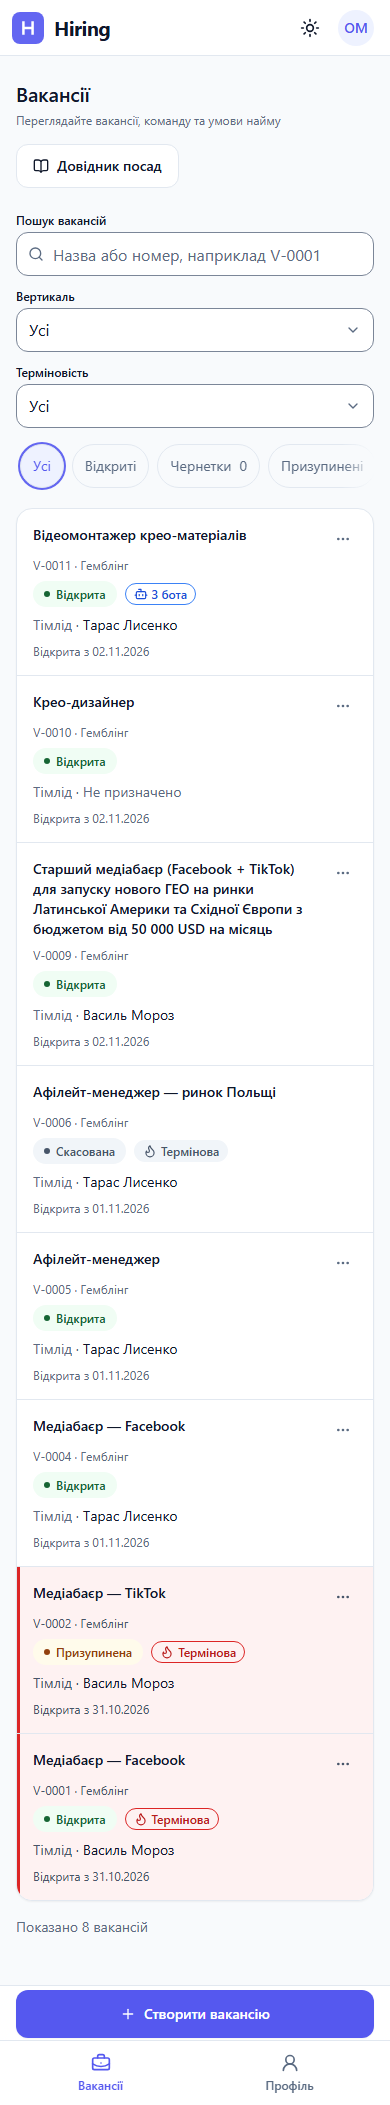 H Hiring OM
Вакансії
Переглядайте вакансії, команду та умови найму
Довідник посад
Пошук вакансій
Назва або номер, наприклад V-0001
Вертикаль
Усі
Терміновість
Усі
Усі Відкриті Чернетки 0 Призупинені
Відеомонтажер крео-матеріалів
V-0011 · Гемблінг
Відкрита З бота
Тімлід · Тарас Лисенко
Відкрита з 02.11.2026
Крео-дизайнер
V-0010 · Гемблінг
Відкрита
Тімлід · Не призначено
Відкрита з 02.11.2026
Старший медіабаєр (Facebook + TikTok)
для запуску нового ГЕО на ринки
Латинської Америки та Східної Європи з
бюджетом від 50 000 USD на місяць
V-0009 · Гемблінг
Відкрита
Тімлід · Василь Мороз
Відкрита з 02.11.2026
Афілейт-менеджер — ринок Польщі
V-0006 · Гемблінг
Скасована Термінова
Тімлід · Тарас Лисенко
Відкрита з 01.11.2026
Афілейт-менеджер
V-0005 · Гемблінг
Відкрита
Тімлід · Тарас Лисенко
Відкрита з 01.11.2026
Медіабаєр — Facebook
V-0004 · Гемблінг
Відкрита
Тімлід · Тарас Лисенко
Відкрита з 01.11.2026
Медіабаєр — TikTok
V-0002 · Гемблінг
Призупинена Термінова
Тімлід · Василь Мороз
Відкрита з 31.10.2026
Медіабаєр — Facebook
V-0001 · Гемблінг
Відкрита Термінова
Тімлід · Василь Мороз
Відкрита з 31.10.2026
Показано 8 вакансій
+ Створити вакансію
Вакансії Профіль